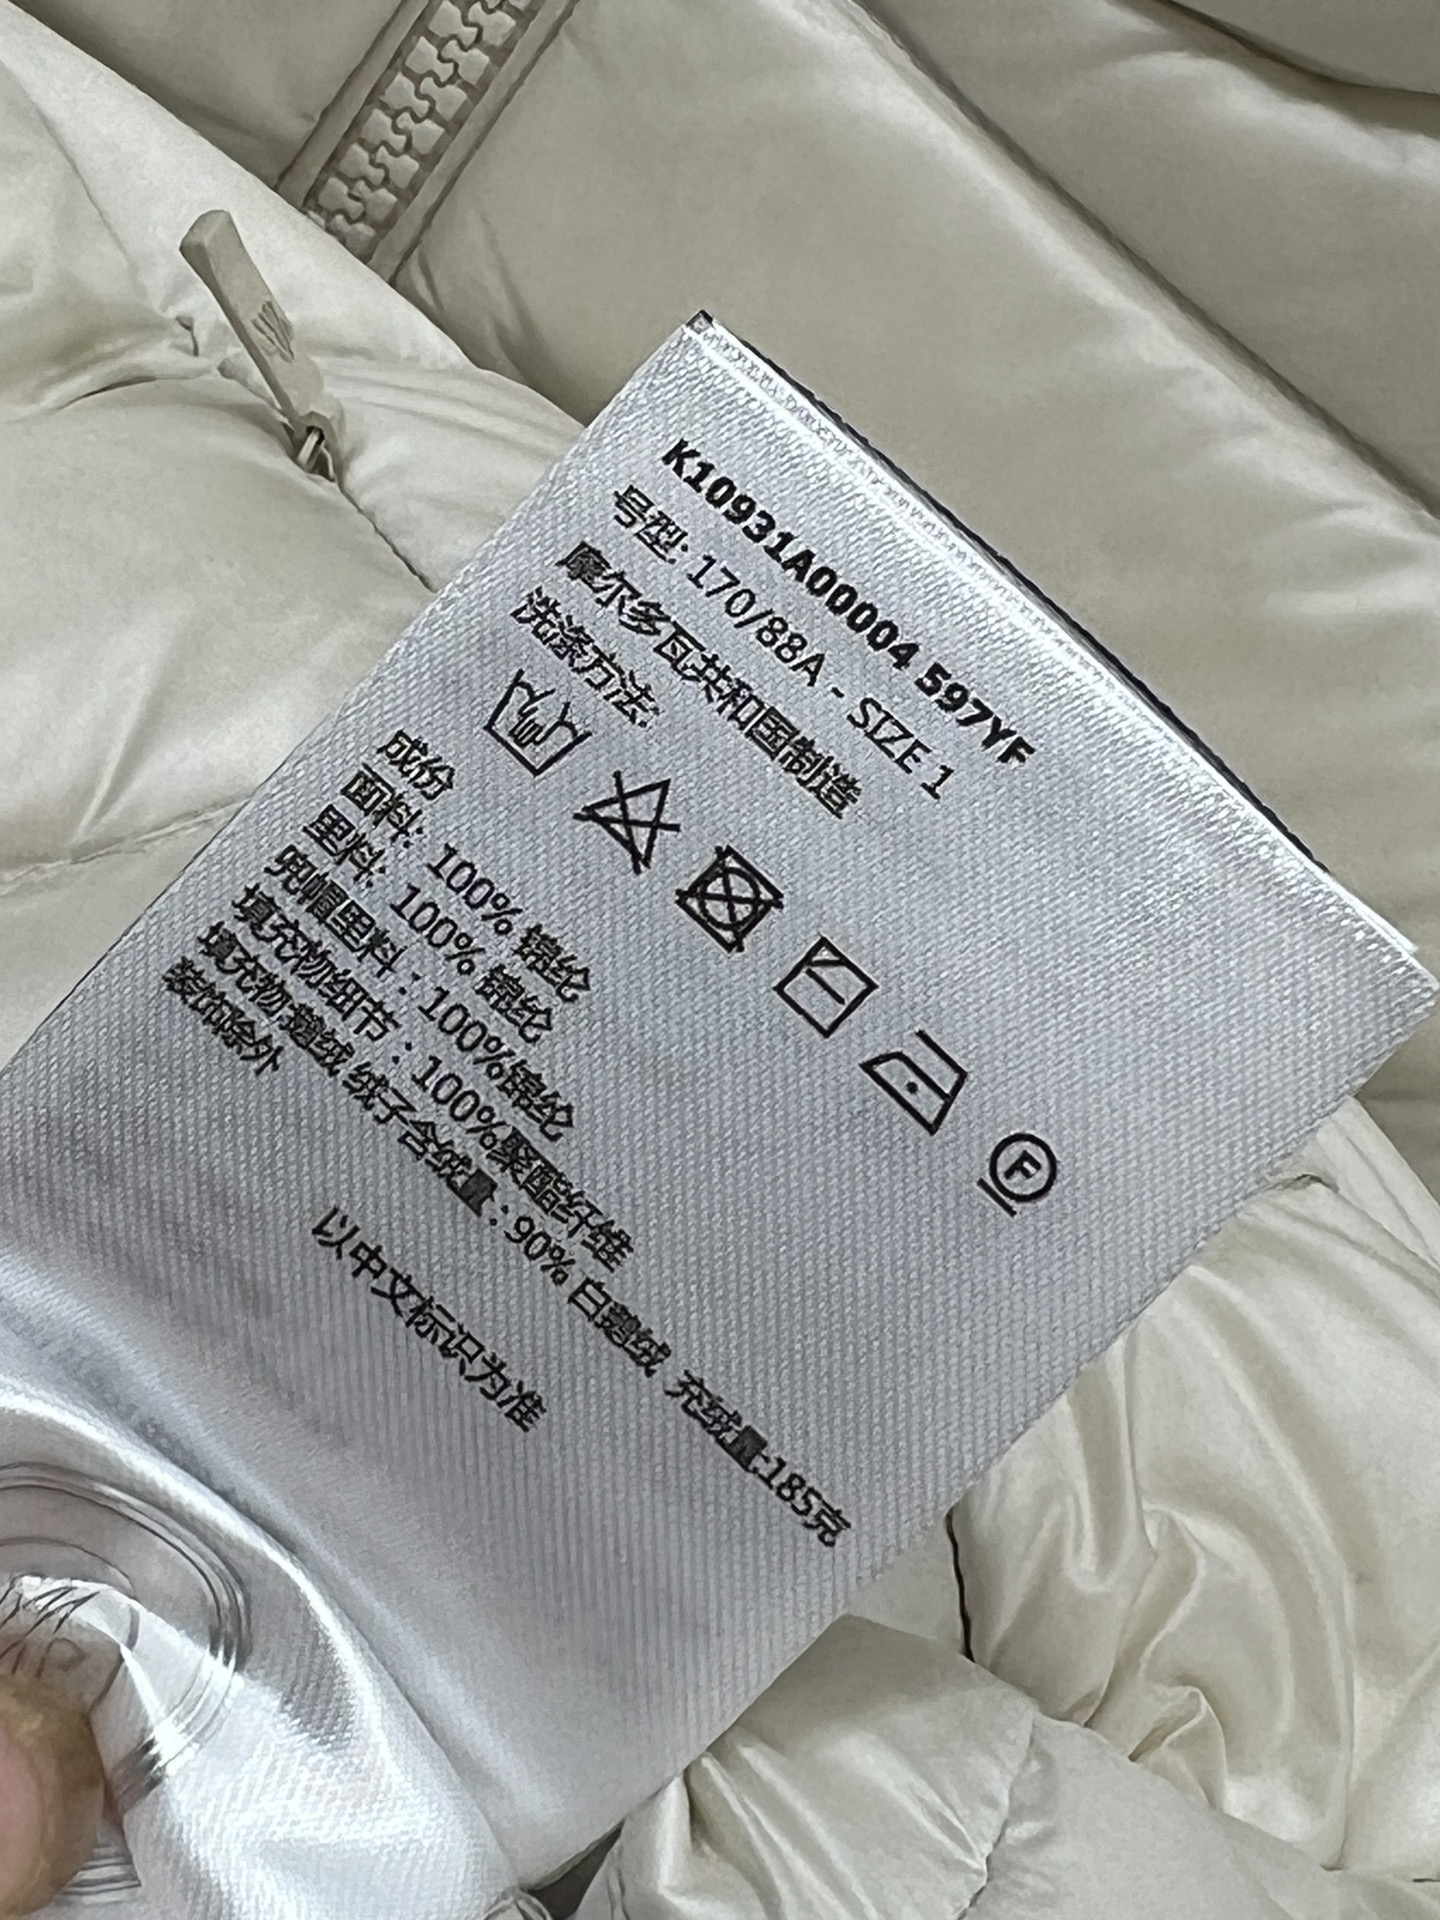 K10931A00004 597YF
号型: 170/88A - SIZE 1
摩尔多瓦共和国制造
洗涤方法:
F
成份
面料: 100% 锦纶
里料: 100% 锦纶
兜帽里料: 100%锦纶
填充物细节: 100%聚酯纤维
填充物:鹅绒 绒子含绒量: 90% 白鹅绒 充绒量:185克
装饰除外
以中文标识为准